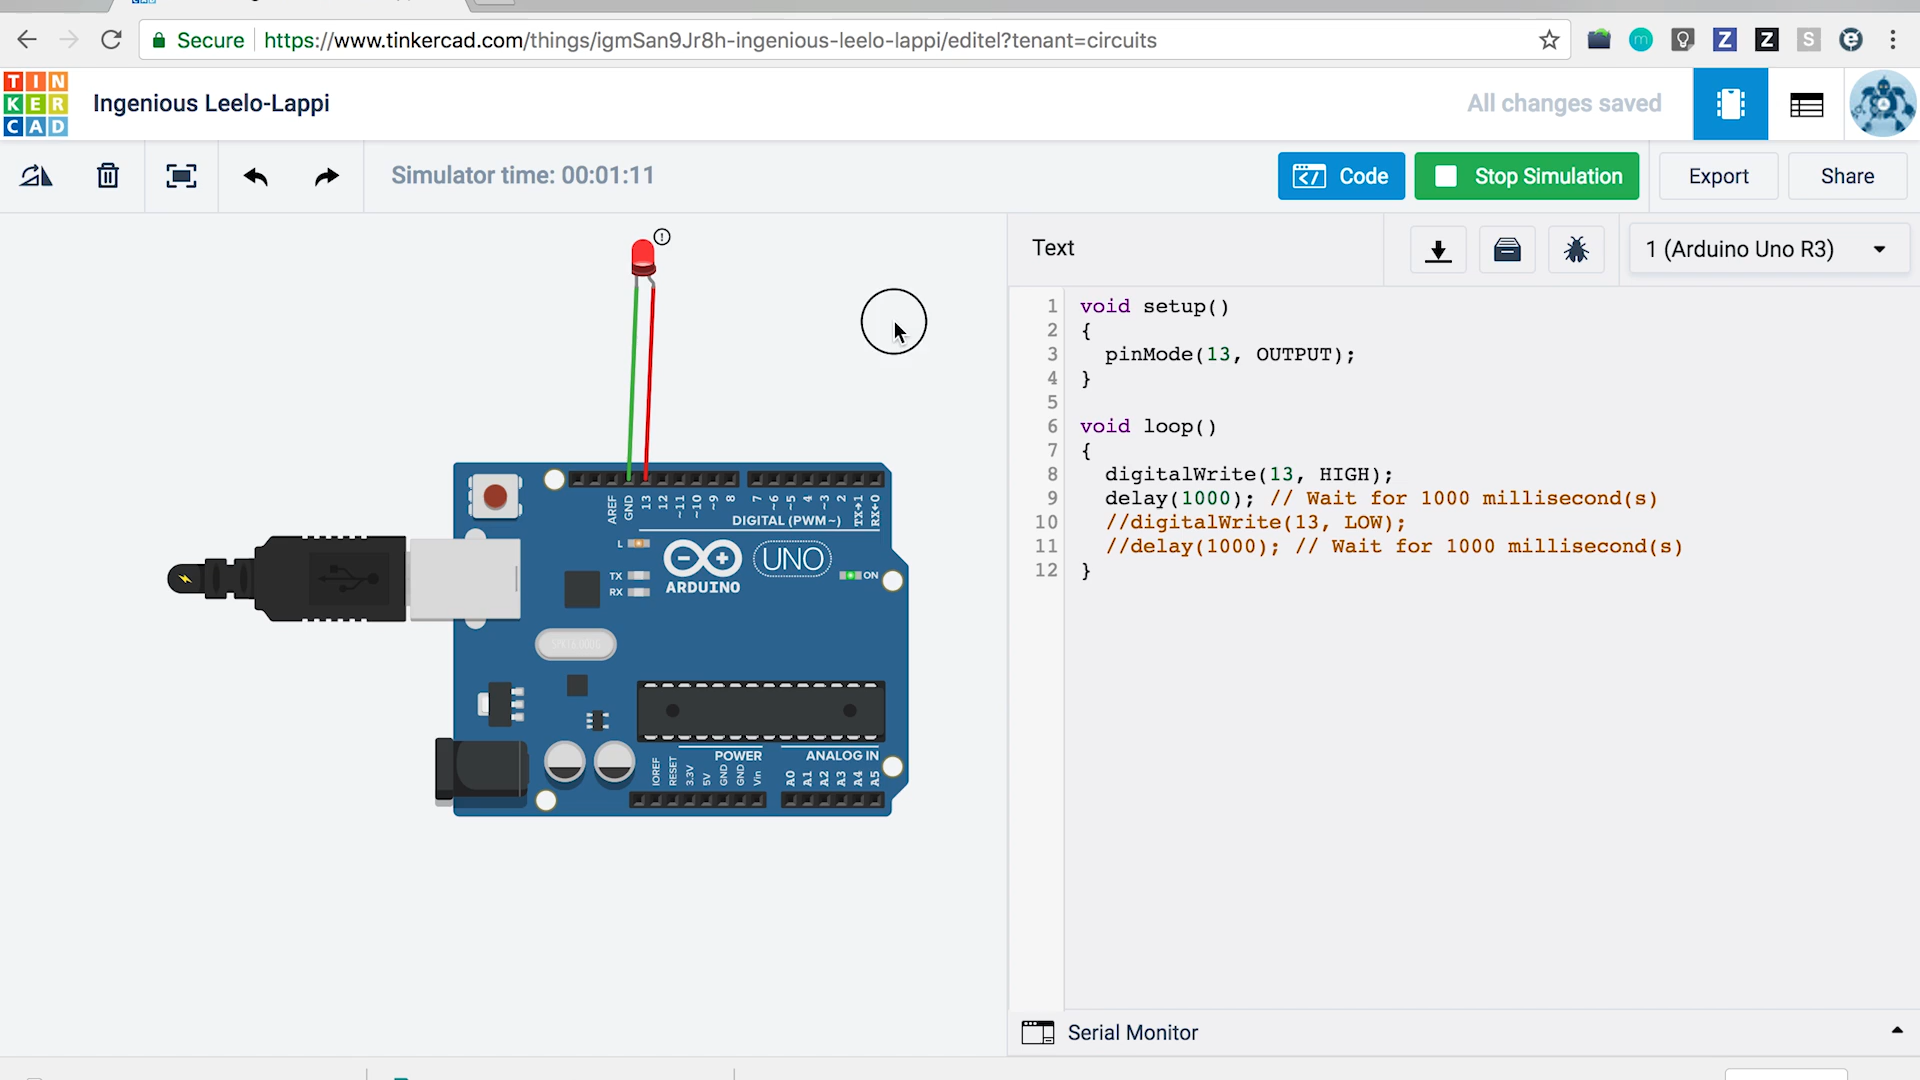 Secure https://www.tinkercad.com/things/igmSan9Jr8h-ingenious-leelo-lappi/editel?tenant=circuits
TIN
KER
CAD
Ingenious Leelo-Lappi
All changes saved
Simulator time: 00:01:11
Code
Stop Simulation
Export
Share
Text
1 (Arduino Uno R3)
1 void setup()
2 {
3 pinMode(13, OUTPUT);
4 }
5
6 void loop()
7 {
8 digitalWrite(13, HIGH);
9 delay(1000); // Wait for 1000 millisecond(s)
10 //digitalWrite(13, LOW);
11 //delay(1000); // Wait for 1000 millisecond(s)
12 }
AREF GND 13 12 ~11 ~10 ~9 8 7 ~6 ~5 4 ~3 2 TX→1 RX←0
DIGITAL (PWM~)
L
TX
RX
ARDUINO
UNO
ON
POWER
ANALOG IN
IOREF RESET 3.3V 5V GND GND Vin A0 A1 A2 A3 A4 A5
Serial Monitor